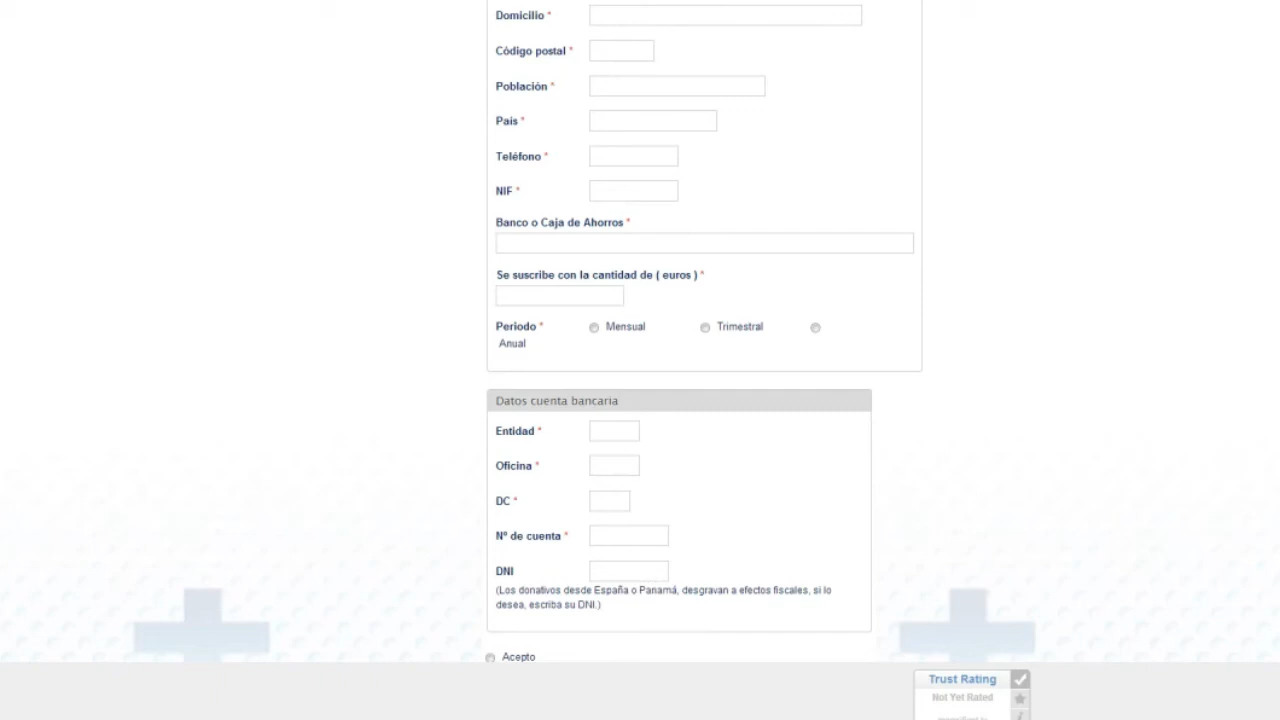 Domicilio *
Código postal *
Población *
País *
Teléfono *
NIF *
Banco o Caja de Ahorros *
Se suscribe con la cantidad de ( euros ) *
Periodo * Mensual Trimestral
Anual
Datos cuenta bancaria
Entidad *
Oficina *
DC *
Nº de cuenta *
DNI
(Los donativos desde España o Panamá, desgravan a efectos fiscales, si lo
desea, escriba su DNI.)
Acepto
Trust Rating
Not Yet Rated